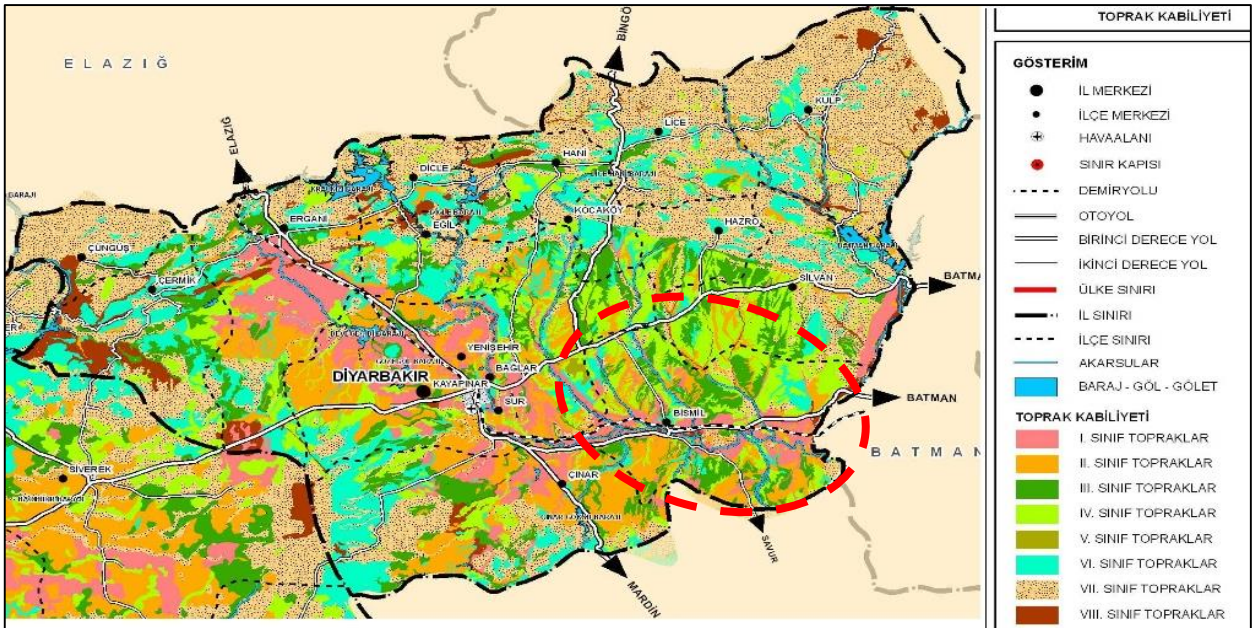 TOPRAK KABİLİYETİ
GÖSTERİM
İL MERKEZİ
İLÇE MERKEZİ
HAVAALANI
SINIR KAPISI
DEMİRYOLU
OTOYOL
BİRİNCİ DERECE YOL
İKİNCİ DERECE YOL
ÜLKE SINIRI
İL SINIRI
İLÇE SINIRI
AKARSULAR
BARAJ - GÖL - GÖLET
TOPRAK KABİLİYETİ
I. SINIF TOPRAKLAR
II. SINIF TOPRAKLAR
III. SINIF TOPRAKLAR
IV. SINIF TOPRAKLAR
V. SINIF TOPRAKLAR
VI. SINIF TOPRAKLAR
VII. SINIF TOPRAKLAR
VIII. SINIF TOPRAKLAR
ELAZIĞ
BİNGÖ
ELAZIĞ
KULP
LİCE
HANİ
DİCLE
BARAJI
KOCAKÖY
ERGANİ
EĞİL
HAZRO
ÇÜNGÜŞ
ÇERMİK
SİLVAN
BATMA
YENİŞEHİR
BAĞLAR
DİYARBAKIR
KAYAPINAR
SUR
BATMAN
BİSMİL
BATMAN
SİVEREK
ÇINAR
SAVUR
MARDİN